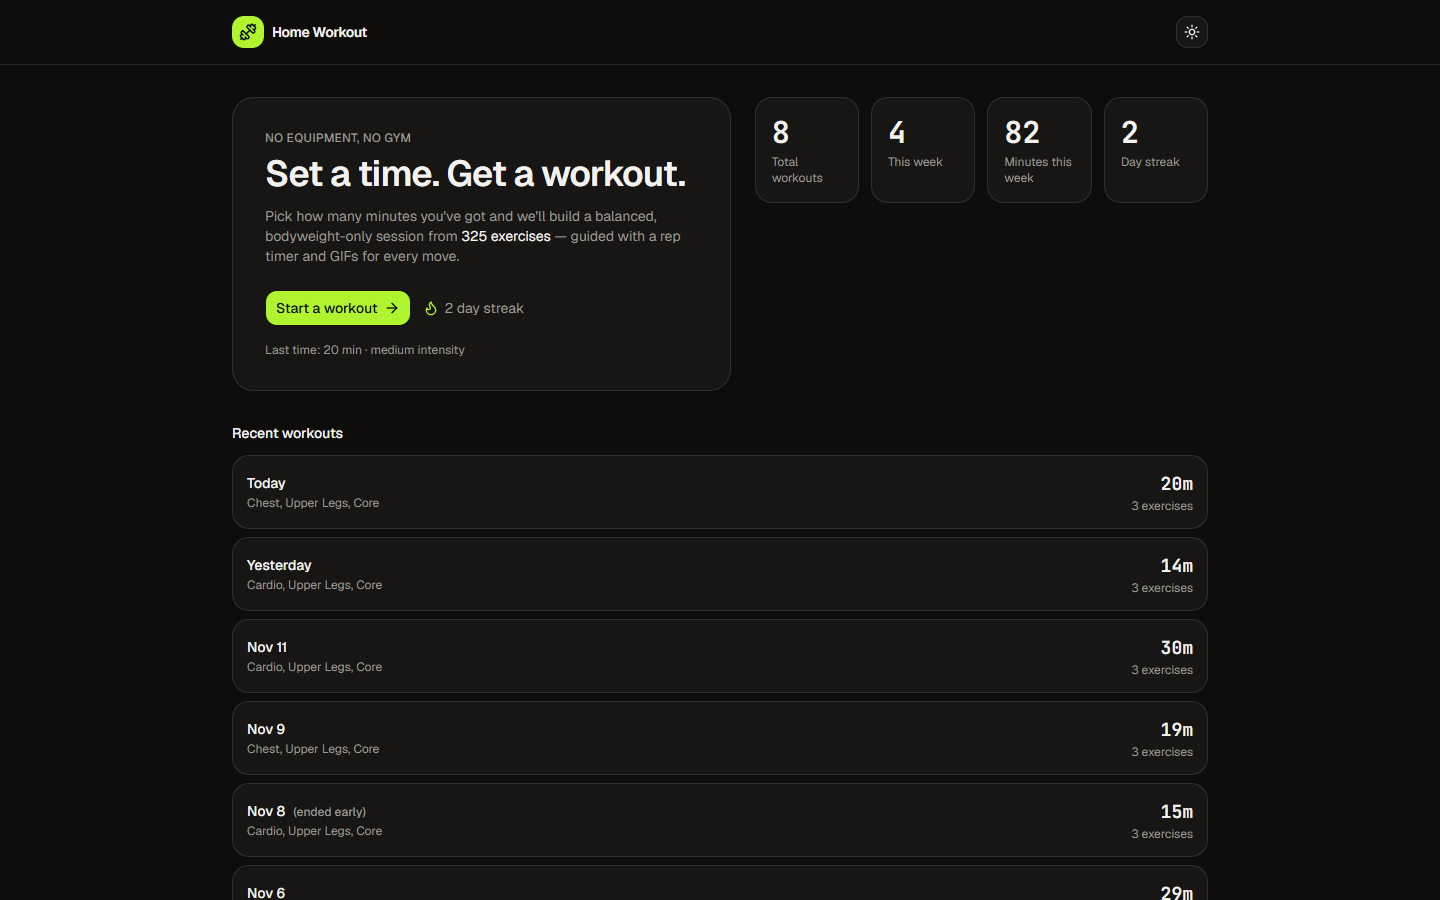 Home Workout
NO EQUIPMENT, NO GYM
Set a time. Get a workout.
Pick how many minutes you've got and we'll build a balanced,
bodyweight-only session from 325 exercises — guided with a rep
timer and GIFs for every move.
Start a workout
2 day streak
Last time: 20 min · medium intensity
8
Total
workouts
4
This week
82
Minutes this
week
2
Day streak
Recent workouts
Today
Chest, Upper Legs, Core
20m
3 exercises
Yesterday
Cardio, Upper Legs, Core
14m
3 exercises
Nov 11
Cardio, Upper Legs, Core
30m
3 exercises
Nov 9
Chest, Upper Legs, Core
19m
3 exercises
Nov 8 (ended early)
Cardio, Upper Legs, Core
15m
3 exercises
Nov 6
29m